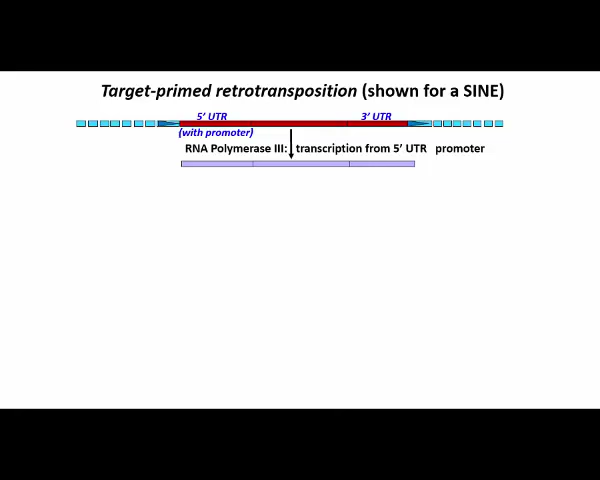 Target-primed retrotransposition (shown for a SINE)
5' UTR 3' UTR
(with promoter)
RNA Polymerase III: transcription from 5' UTR promoter